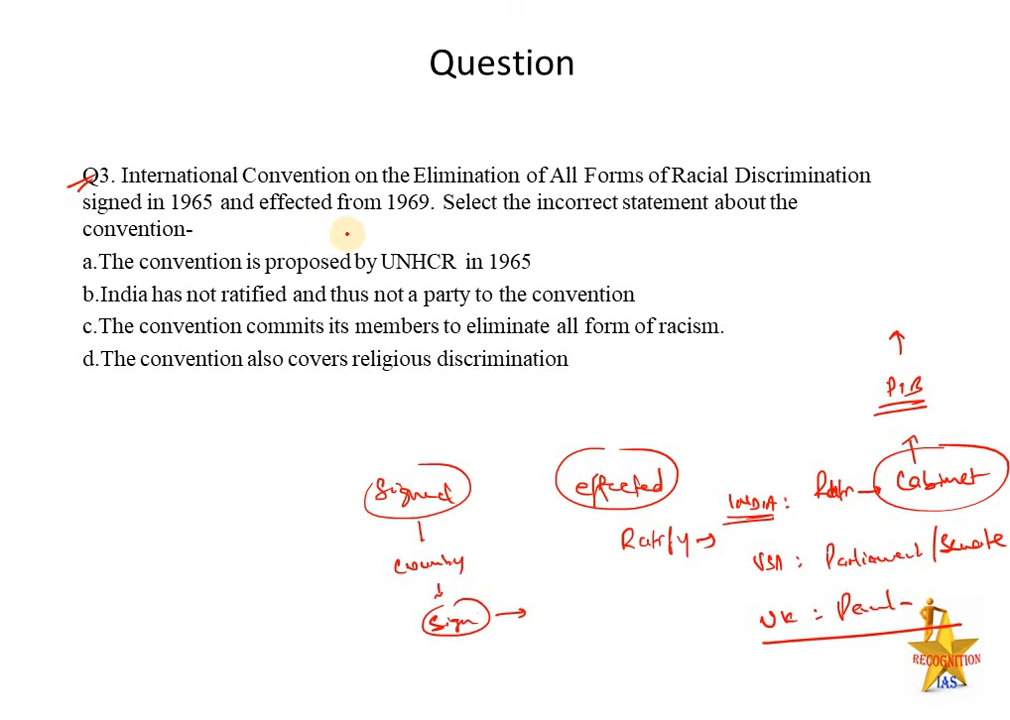 Question
Q3. International Convention on the Elimination of All Forms of Racial Discrimination
signed in 1965 and effected from 1969. Select the incorrect statement about the
convention-
a.The convention is proposed by UNHCR in 1965
b.India has not ratified and thus not a party to the convention
c.The convention commits its members to eliminate all form of racism.
d.The convention also covers religious discrimination
PIB
Signed
effected
INDIA :
Cabinet
Ratify
country
USA : Parliament/Senate
Sign
UK :
RECOGNITION
IAS